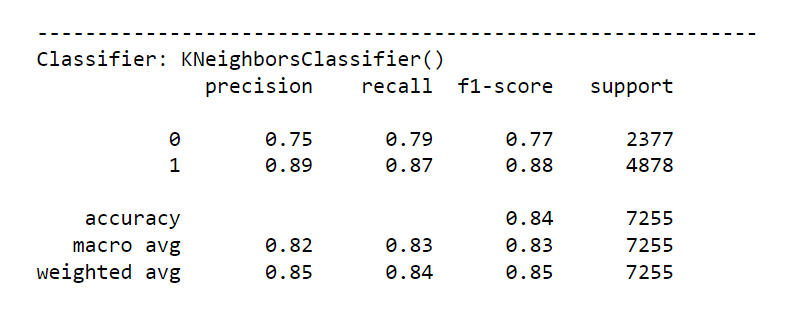 ------------------------------------------------------------
Classifier: KNeighborsClassifier()
              precision    recall  f1-score   support

           0       0.75      0.79      0.77      2377
           1       0.89      0.87      0.88      4878

    accuracy                           0.84      7255
   macro avg       0.82      0.83      0.83      7255
weighted avg       0.85      0.84      0.85      7255